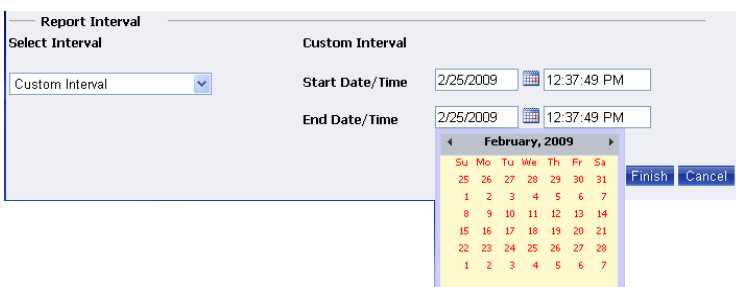 Report Interval
Select Interval
Custom Interval
Custom Interval
Start Date/Time 2/25/2009 12:37:49 PM
End Date/Time 2/25/2009 12:37:49 PM
February, 2009
Su Mo Tu We Th Fr Sa
25 26 27 28 29 30 31
1 2 3 4 5 6 7
8 9 10 11 12 13 14
15 16 17 18 19 20 21
22 23 24 25 26 27 28
1 2 3 4 5 6 7
Finish Cancel